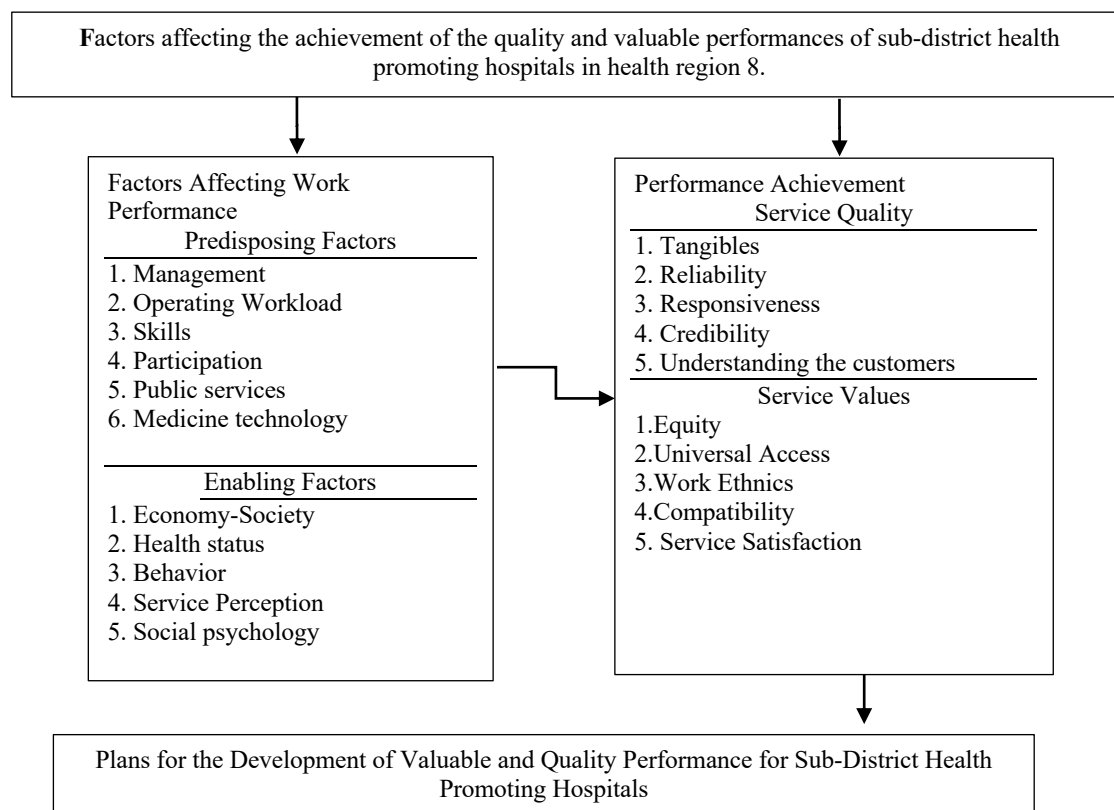 Factors affecting the achievement of the quality and valuable performances of sub-district health
promoting hospitals in health region 8.
Factors Affecting Work
Performance
Predisposing Factors
1. Management
2. Operating Workload
3. Skills
4. Participation
5. Public services
6. Medicine technology
Enabling Factors
1. Economy-Society
2. Health status
3. Behavior
4. Service Perception
5. Social psychology
Performance Achievement
Service Quality
1. Tangibles
2. Reliability
3. Responsiveness
4. Credibility
5. Understanding the customers
Service Values
1.Equity
2.Universal Access
3.Work Ethnics
4.Compatibility
5. Service Satisfaction
Plans for the Development of Valuable and Quality Performance for Sub-District Health
Promoting Hospitals